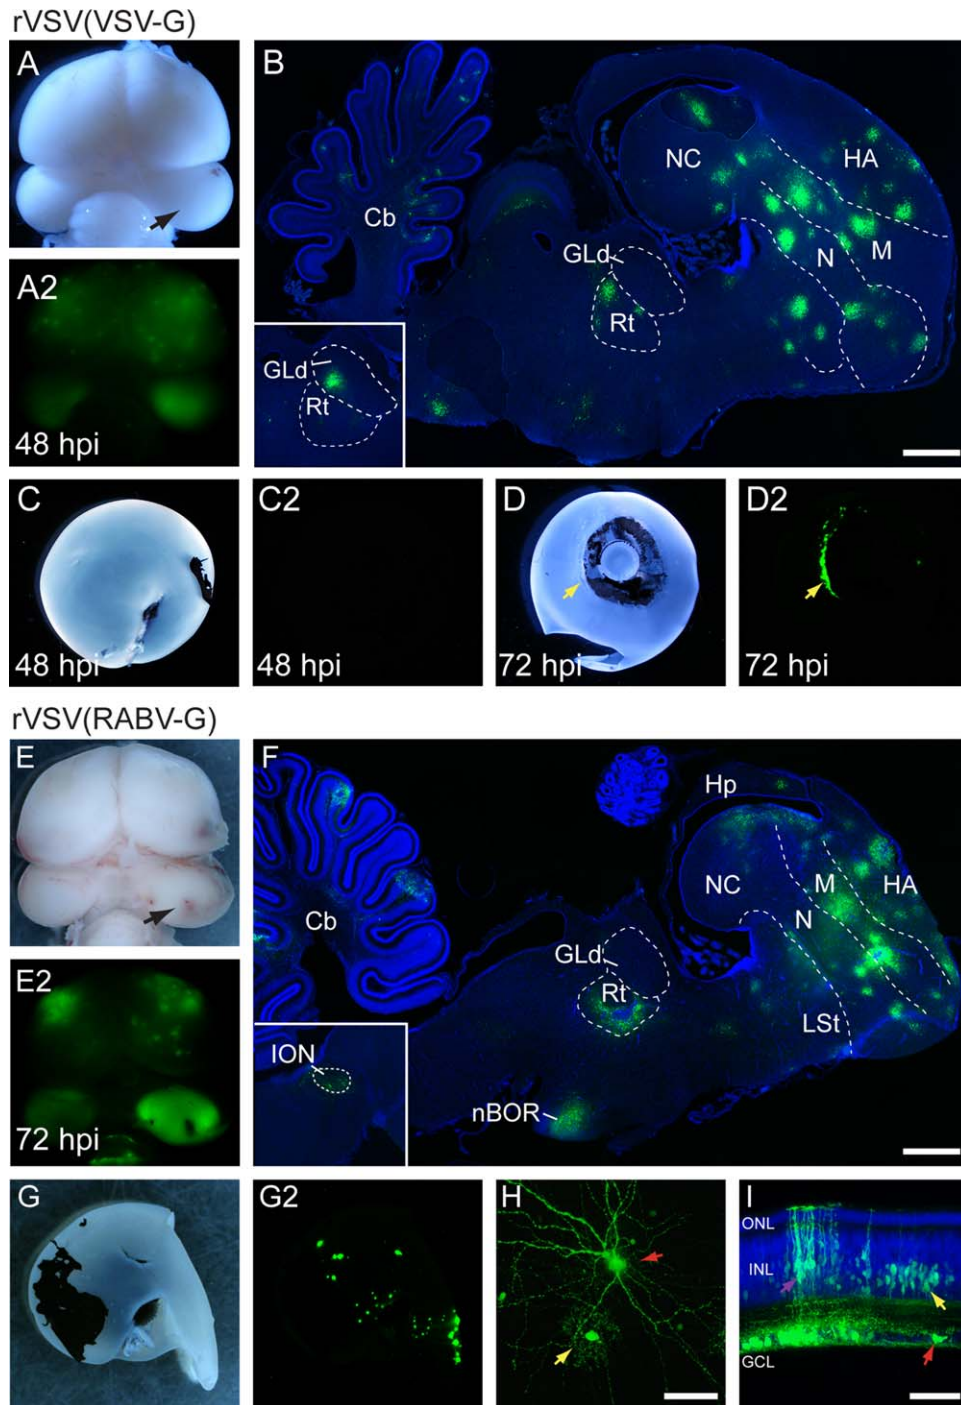 rVSV(VSV-G)
A
B
NC
HA
Cb
GLd
N
M
A2
Rt
GLd
Rt
48 hpi
C
C2
D
D2
48 hpi
48 hpi
72 hpi
72 hpi
rVSV(RABV-G)
E
F
Hp
NC
M
HA
Cb
N
GLd
E2
Rt
LSt
ION
nBOR
72 hpi
G
G2
H
I
ONL
INL
GCL